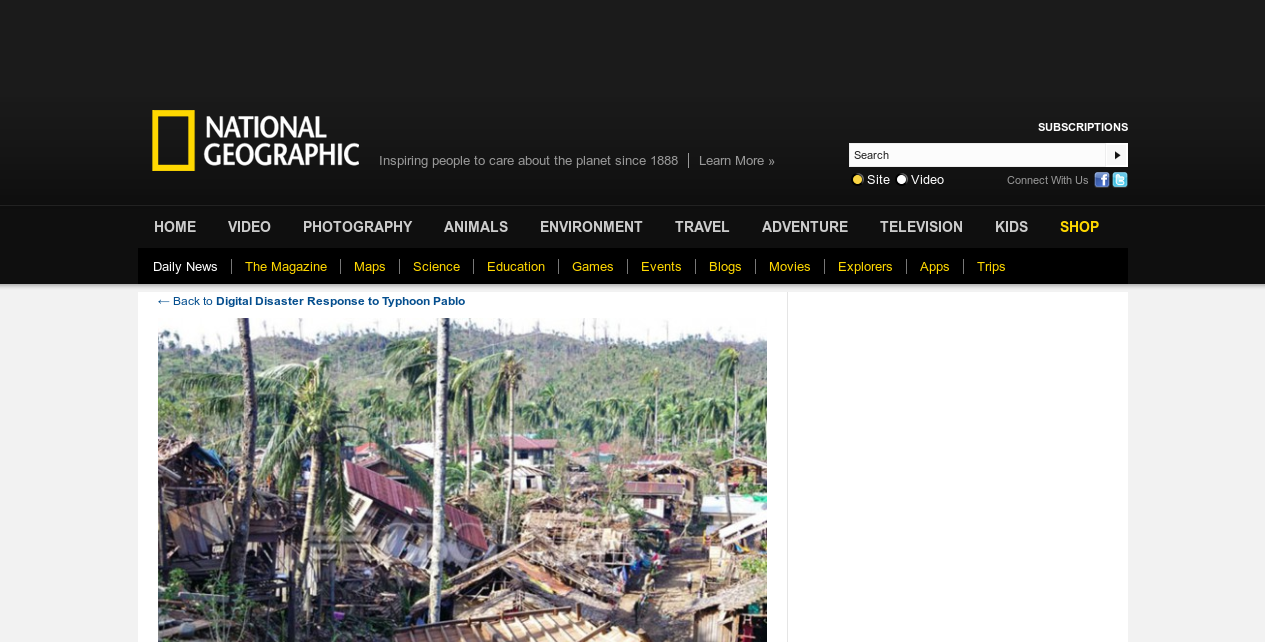 NATIONAL
GEOGRAPHIC
Inspiring people to care about the planet since 1888
Learn More »
SUBSCRIPTIONS
Search
Site Video
Connect With Us
HOME VIDEO PHOTOGRAPHY ANIMALS ENVIRONMENT TRAVEL ADVENTURE TELEVISION KIDS SHOP
Daily News The Magazine Maps Science Education Games Events Blogs Movies Explorers Apps Trips
← Back to Digital Disaster Response to Typhoon Pablo